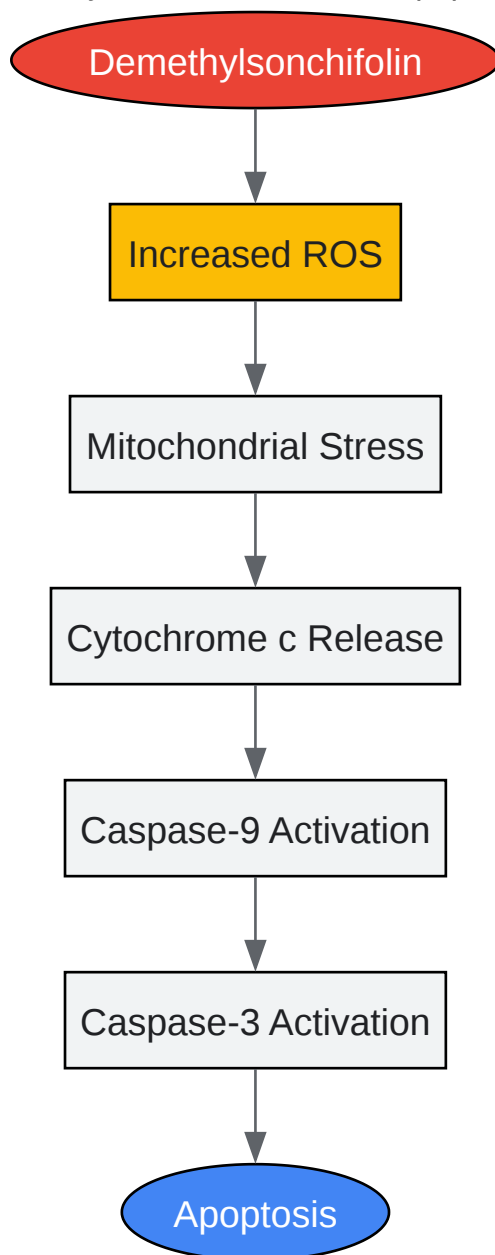 Demethylsonchifolin
Increased ROS
Mitochondrial Stress
Cytochrome c Release
Caspase-9 Activation
Caspase-3 Activation
Apoptosis